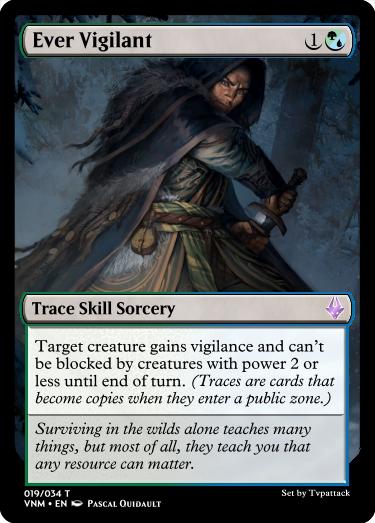 Ever Vigilant 1
Trace Skill Sorcery
Target creature gains vigilance and can't
be blocked by creatures with power 2 or
less until end of turn. (Traces are cards that
become copies when they enter a public zone.)
Surviving in the wilds alone teaches many
things, but most of all, they teach you that
any resource can matter.
019/034 T
VNM • EN Pascal Quidault Set by Tvpattack